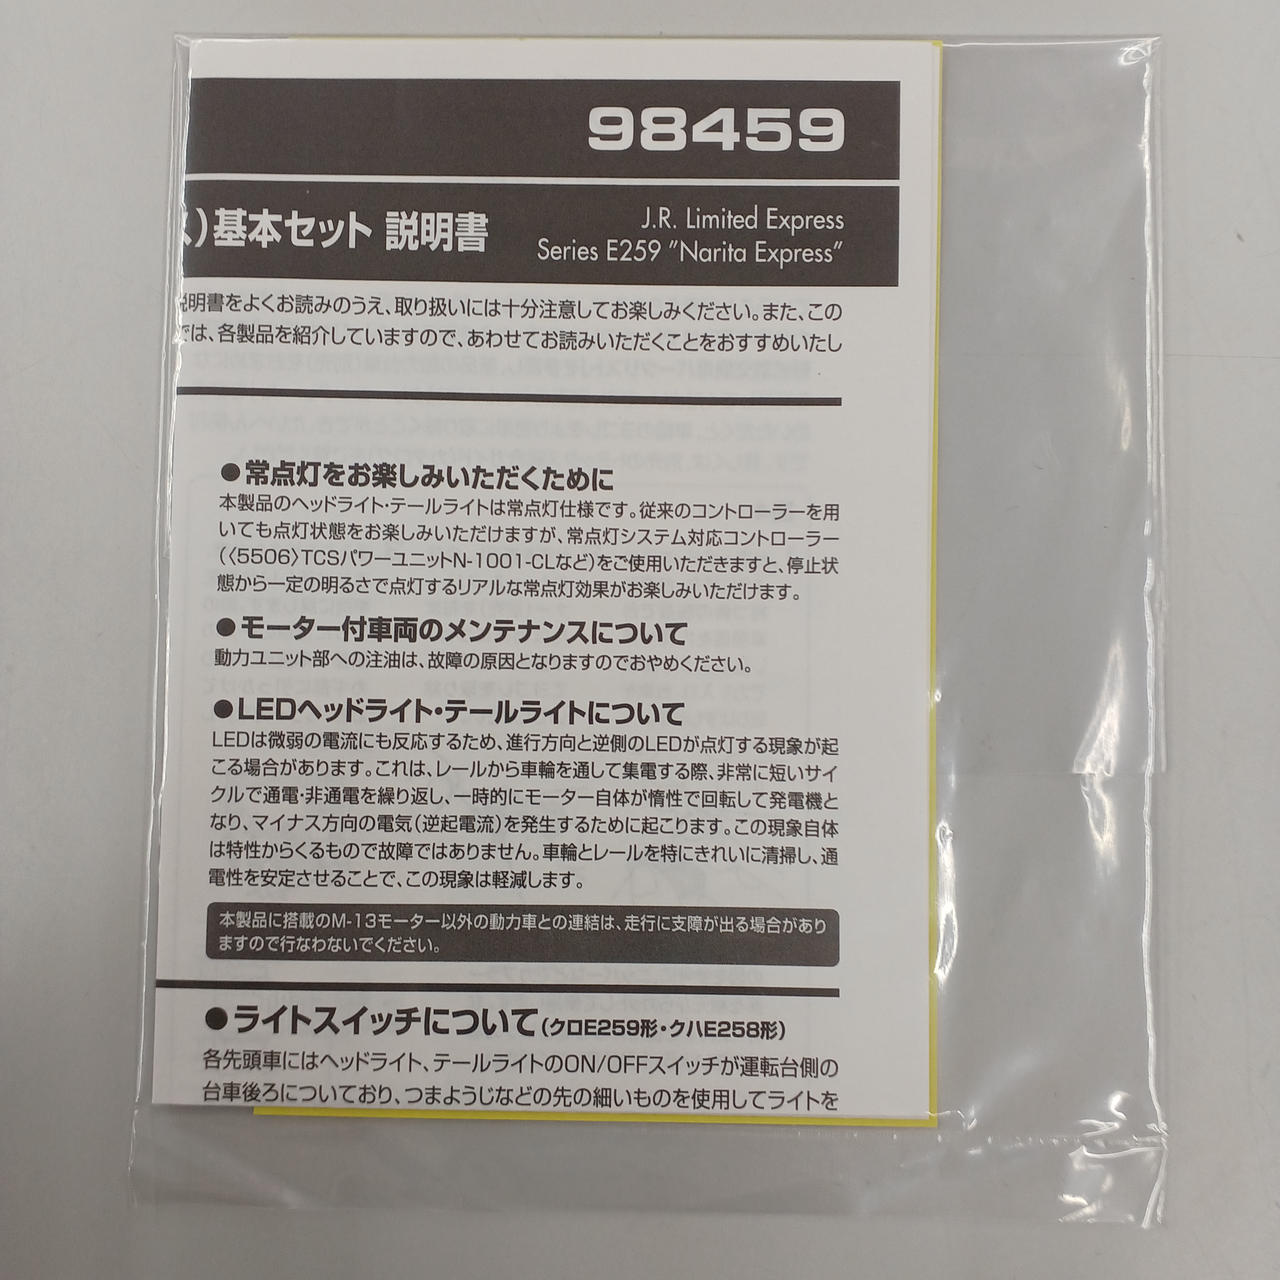 98459
)基本セット 説明書
J.R. Limited Express
Series E259 "Narita Express"
説明書をよくお読みのうえ、取り扱いには十分注意してお楽しみください。また、この
では、各製品を紹介していますので、あわせてお読みいただくことをおすすめいたし
●常点灯をお楽しみいただくために
本製品のヘッドライト・テールライトは常点灯仕様です。従来のコントローラーを用
いても点灯状態をお楽しみいただけますが、常点灯システム対応コントローラー
(〈5506〉TCSパワーユニットN-1001-CLなど)をご使用いただきますと、停止状
態から一定の明るさで点灯するリアルな常点灯効果がお楽しみいただけます。
●モーター付車両のメンテナンスについて
動力ユニット部への注油は、故障の原因となりますのでおやめください。
●LEDヘッドライト・テールライトについて
LEDは微弱の電流にも反応するため、進行方向と逆側のLEDが点灯する現象が起
こる場合があります。これは、レールから車輪を通して集電する際、非常に短いサイ
クルで通電・非通電を繰り返し、一時的にモーター自体が惰性で回転して発電機と
なり、マイナス方向の電気(逆起電流)を発生するために起こります。この現象自体
は特性からくるもので故障ではありません。車輪とレールを特にきれいに清掃し、通
電性を安定させることで、この現象は軽減します。
本製品に搭載のM-13モーター以外の動力車との連結は、走行に支障が出る場合があり
ますので行なわないでください。
●ライトスイッチについて(クロE259形・クハE258形)
各先頭車にはヘッドライト、テールライトのON/OFFスイッチが運転台側の
台車後ろについており、つまようじなどの先の細いものを使用してライトを